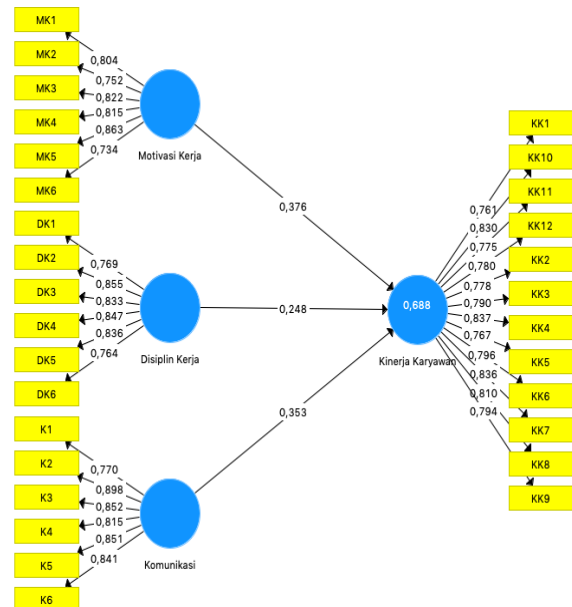 MK1
MK2
MK3
MK4
MK5
MK6
0,804
0,752
0,822
0,815
0,863
0,734
Motivasi Kerja
DK1
DK2
DK3
DK4
DK5
DK6
0,769
0,855
0,833
0,847
0,836
0,764
Disiplin Kerja
K1
K2
K3
K4
K5
K6
0,770
0,898
0,852
0,815
0,851
0,841
Komunikasi
0,376
0,248
0,353
0,688
Kinerja Karyawan
0,761
0,830
0,775
0,780
0,778
0,790
0,837
0,767
0,796
0,836
0,810
0,794
KK1
KK10
KK11
KK12
KK2
KK3
KK4
KK5
KK6
KK7
KK8
KK9